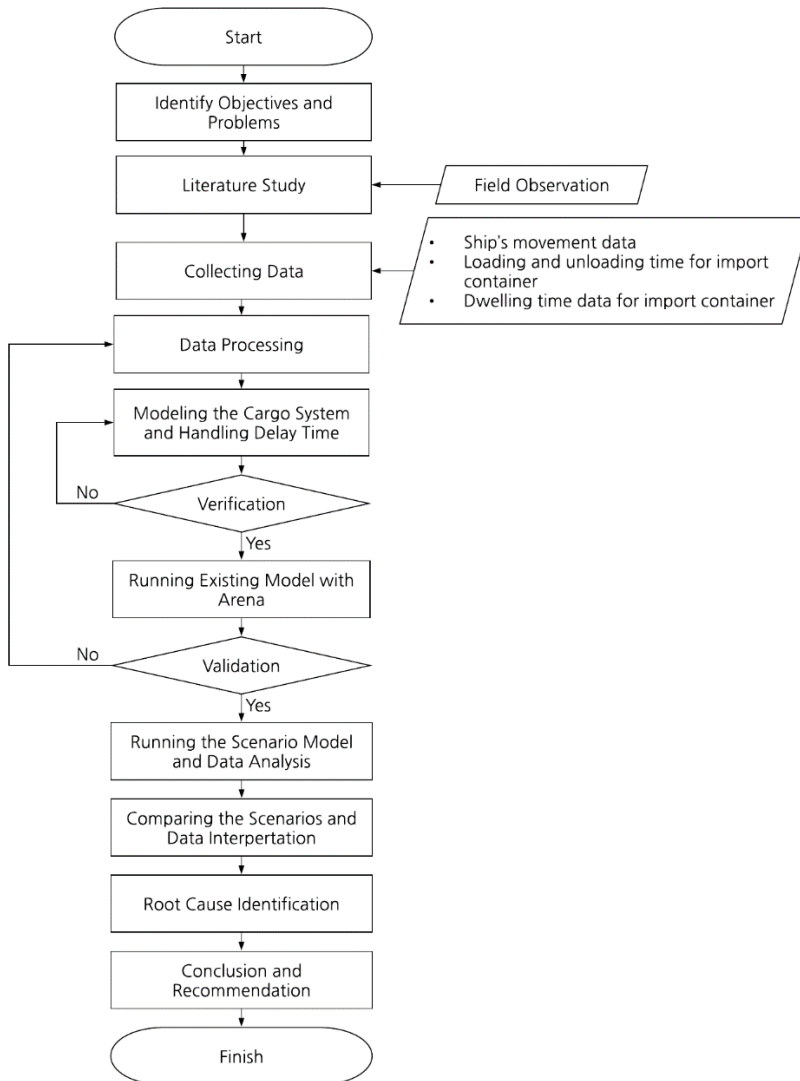 Start
Identify Objectives and
Problems
Literature Study
Field Observation
Collecting Data
• Ship's movement data
• Loading and unloading time for import
container
• Dwelling time data for import container
Data Processing
Modeling the Cargo System
and Handling Delay Time
No
Verification
Yes
Running Existing Model with
Arena
No
Validation
Yes
Running the Scenario Model
and Data Analysis
Comparing the Scenarios and
Data Interpertation
Root Cause Identification
Conclusion and
Recommendation
Finish